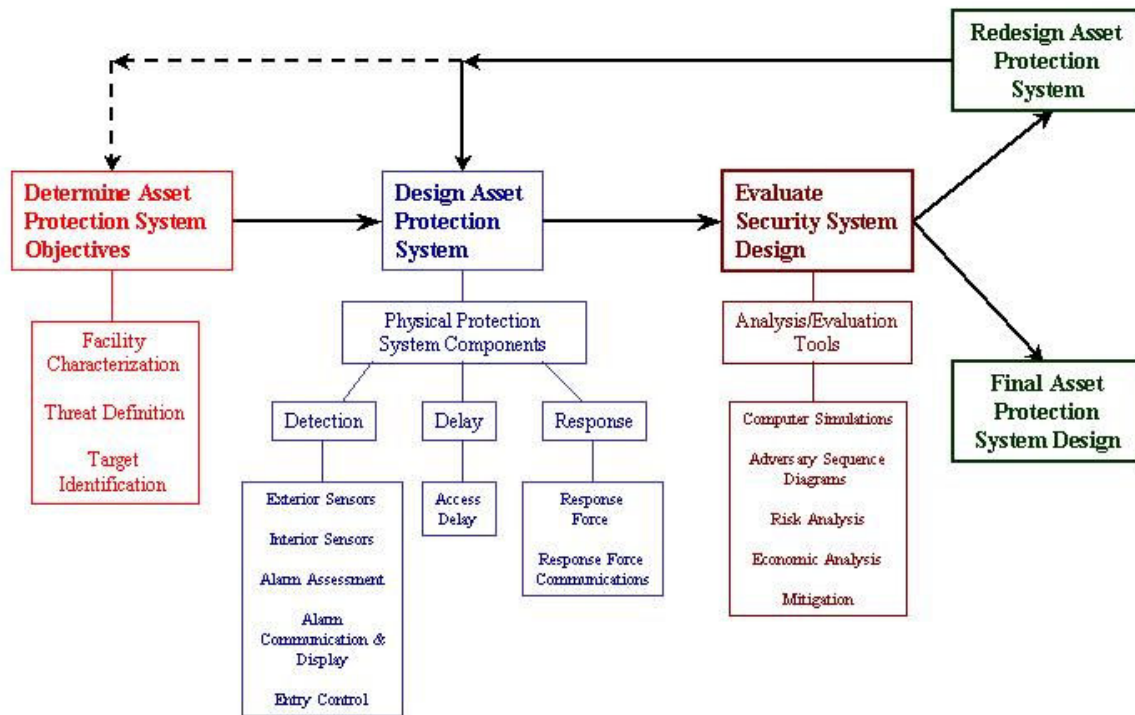 Redesign Asset
Protection
System
Determine Asset
Protection System
Objectives
Design Asset
Protection
System
Evaluate
Security System
Design
Facility
Characterization
Threat Definition
Target
Identification
Physical Protection
System Components
Analysis/Evaluation
Tools
Final Asset
Protection
System Design
Detection
Delay
Response
Exterior Sensors
Interior Sensors
Alarm Assessment
Alarm
Communication &
Display
Entry Control
Access
Delay
Response
Force
Response Force
Communications
Computer Simulations
Adversary Sequence
Diagrams
Risk Analysis
Economic Analysis
Mitigation